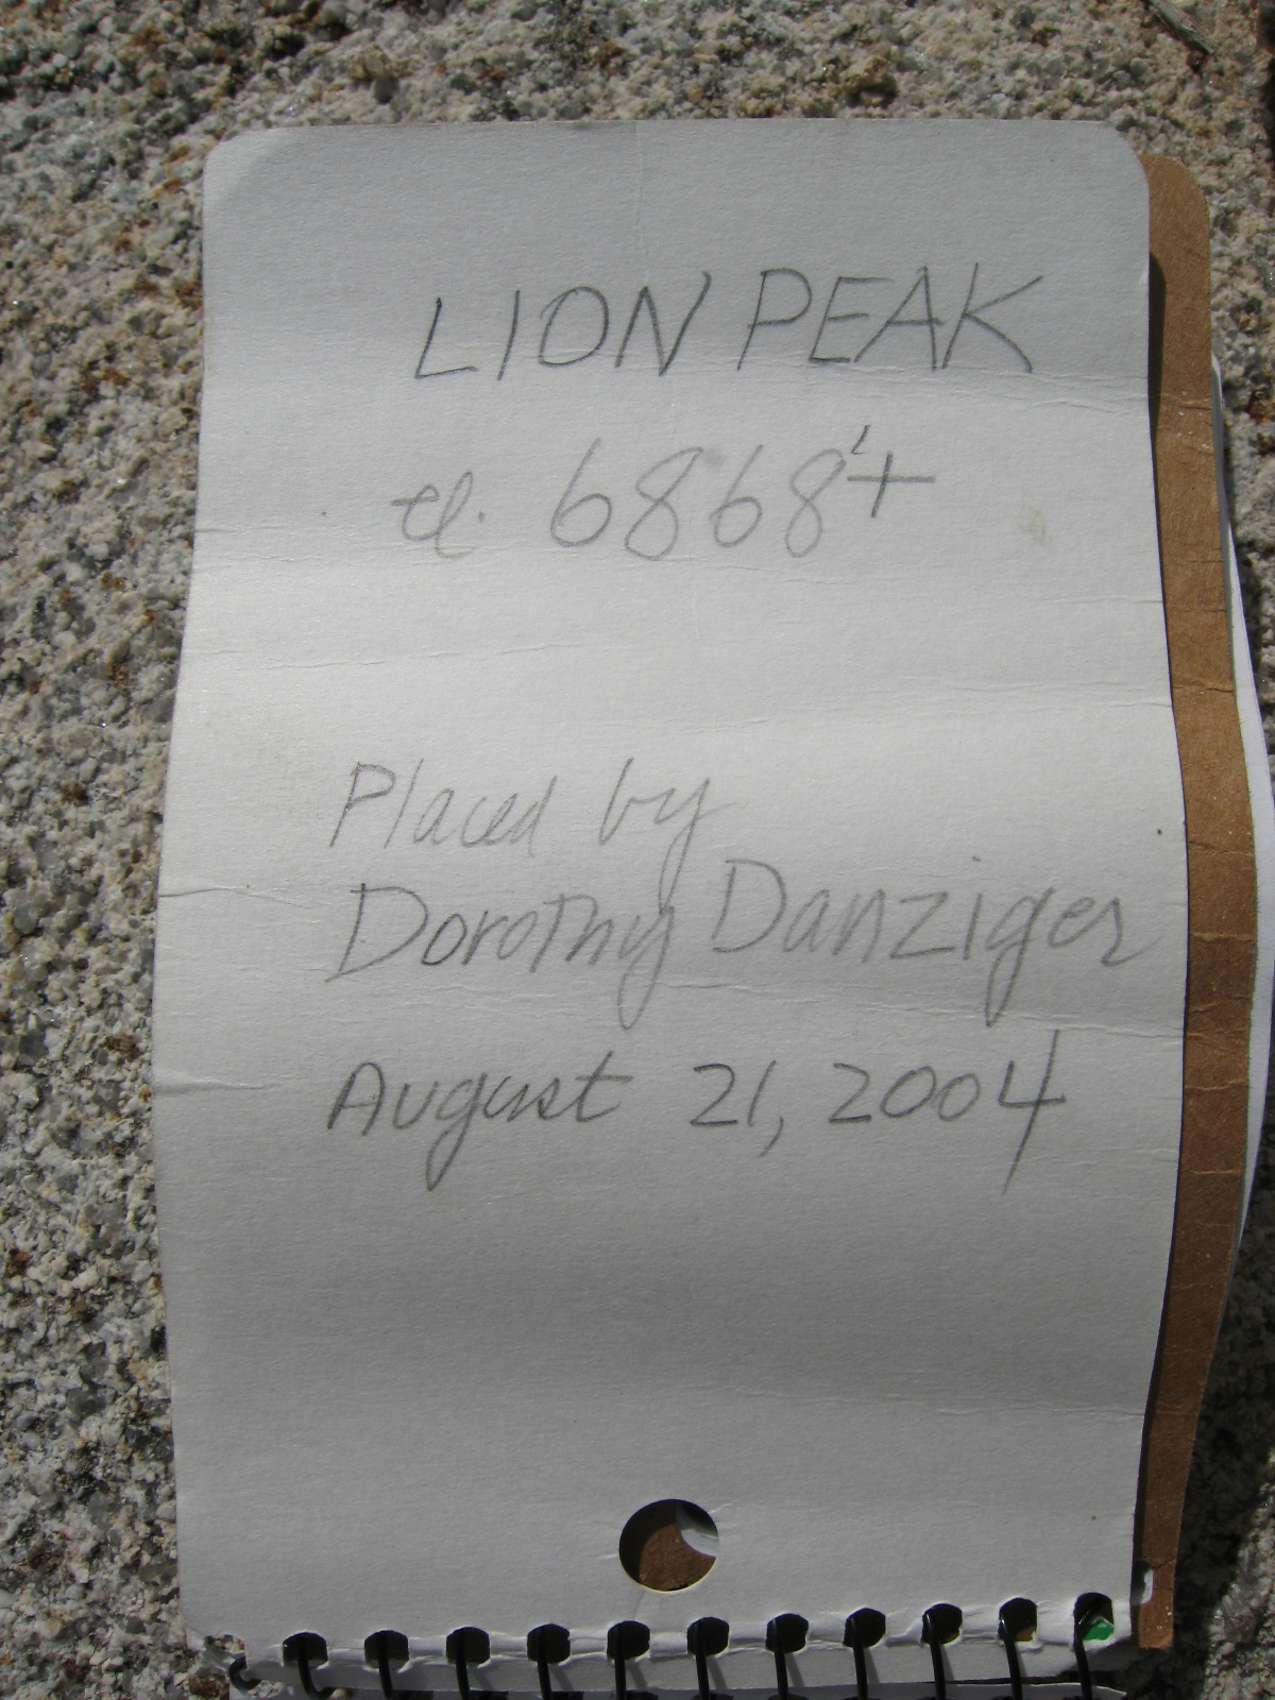 LION PEAK
el. 6868'+
Placed by
Dorothy Danziger
August 21, 2004